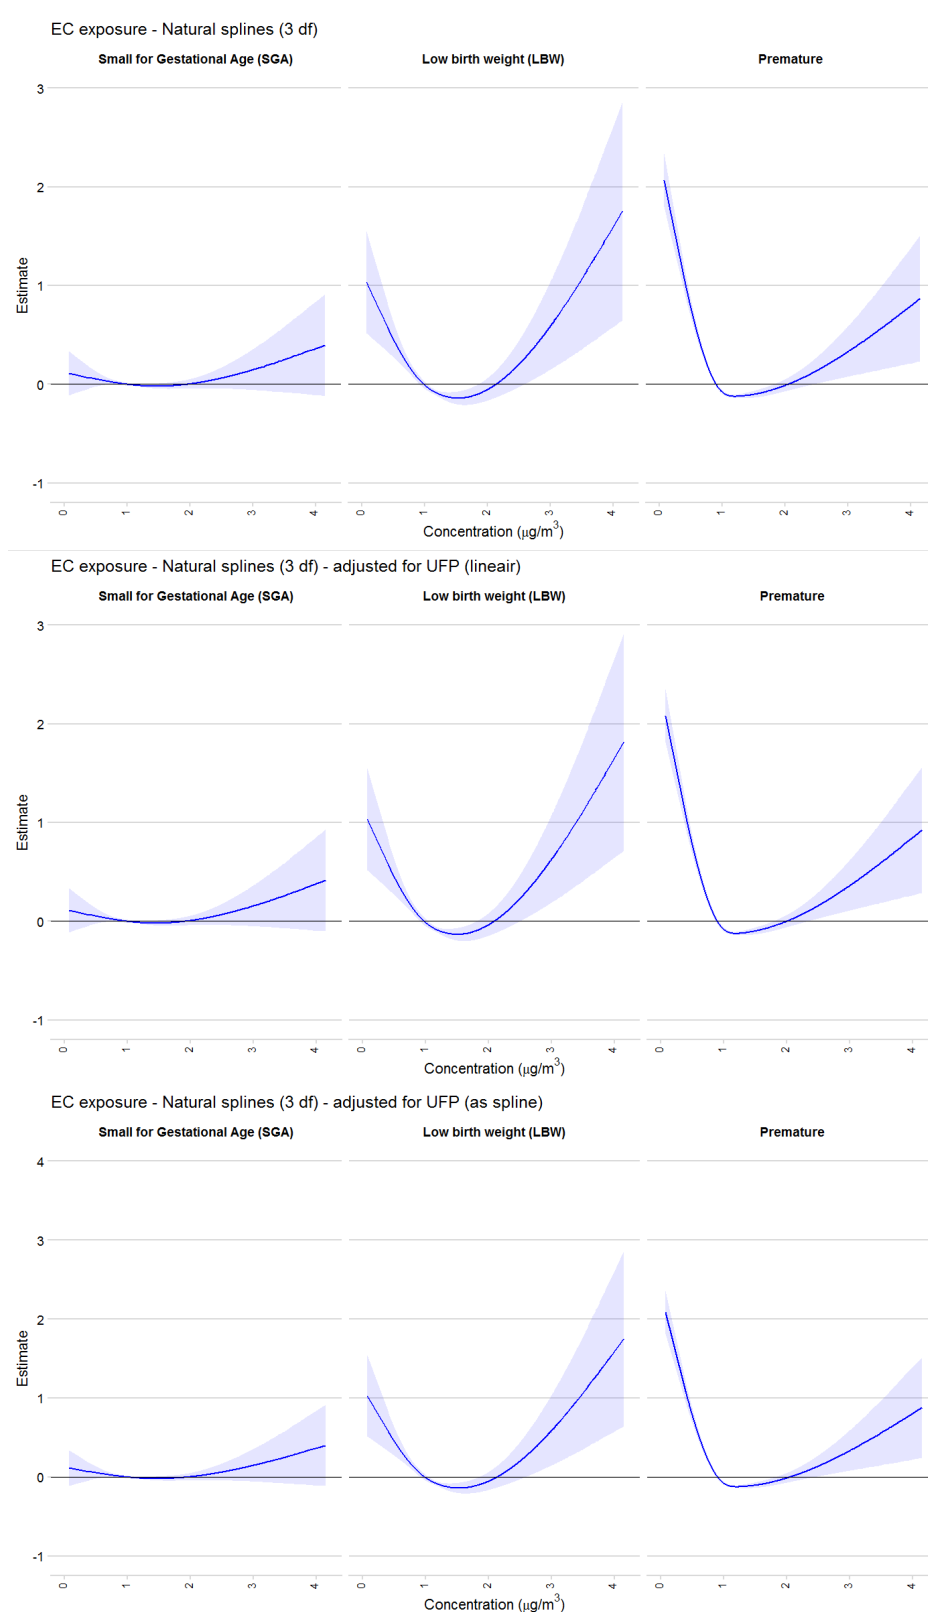 EC exposure - Natural splines (3 df)
Small for Gestational Age (SGA) Low birth weight (LBW) Premature
3
2
1
0
-1
Estimate
0 1 2 3 4 0 1 2 3 4 0 1 2 3 4
Concentration (μg/m³)
EC exposure - Natural splines (3 df) - adjusted for UFP (lineair)
Small for Gestational Age (SGA) Low birth weight (LBW) Premature
3
2
1
0
-1
Estimate
0 1 2 3 4 0 1 2 3 4 0 1 2 3 4
Concentration (μg/m³)
EC exposure - Natural splines (3 df) - adjusted for UFP (as spline)
Small for Gestational Age (SGA) Low birth weight (LBW) Premature
4
3
2
1
0
-1
Estimate
0 1 2 3 4 0 1 2 3 4 0 1 2 3 4
Concentration (μg/m³)